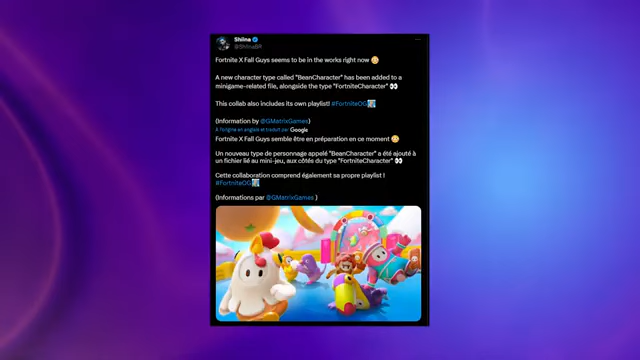 Shiina
@ShiinaBR
Fortnite X Fall Guys seems to be in the works right now
A new character type called "BeanCharacter" has been added to a
minigame-related file, alongside the type "FortniteCharacter"
This collab also includes its own playlist! #FortniteOG
(Information by @GMatrixGames)
À l'origine en anglais et traduit par Google
Fortnite X Fall Guys semble être en préparation en ce moment
Un nouveau type de personnage appelé "BeanCharacter" a été ajouté à
un fichier lié au mini-jeu, aux côtés du type "FortniteCharacter"
Cette collaboration comprend également sa propre playlist !
#FortniteOG
(Informations par @GMatrixGames )